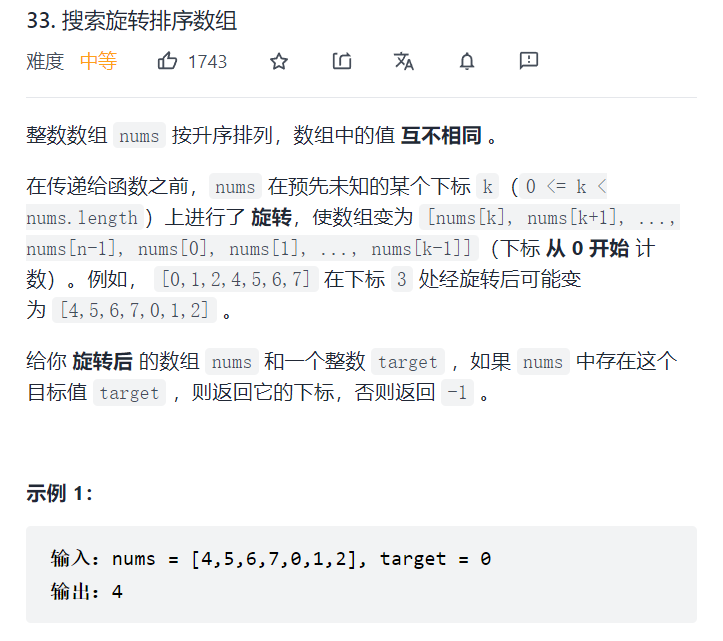 33. 搜索旋转排序数组
难度 中等 1743
整数数组 nums 按升序排列，数组中的值 互不相同 。
在传递给函数之前，nums 在预先未知的某个下标 k（0 <= k <
nums.length）上进行了 旋转，使数组变为 [nums[k], nums[k+1], ...,
nums[n-1], nums[0], nums[1], ..., nums[k-1]]（下标 从 0 开始 计
数）。例如， [0,1,2,4,5,6,7] 在下标 3 处经旋转后可能变
为 [4,5,6,7,0,1,2] 。
给你 旋转后 的数组 nums 和一个整数 target ，如果 nums 中存在这个
目标值 target ，则返回它的下标，否则返回 -1 。
示例 1：
输入：nums = [4,5,6,7,0,1,2], target = 0
输出：4